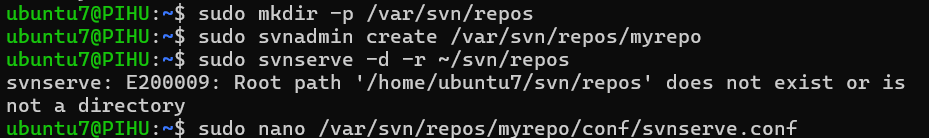 ubuntu7@PIHU:~$ sudo mkdir -p /var/svn/repos
ubuntu7@PIHU:~$ sudo svnadmin create /var/svn/repos/myrepo
ubuntu7@PIHU:~$ sudo svnserve -d -r ~/svn/repos
svnserve: E200009: Root path '/home/ubuntu7/svn/repos' does not exist or is
not a directory
ubuntu7@PIHU:~$ sudo nano /var/svn/repos/myrepo/conf/svnserve.conf